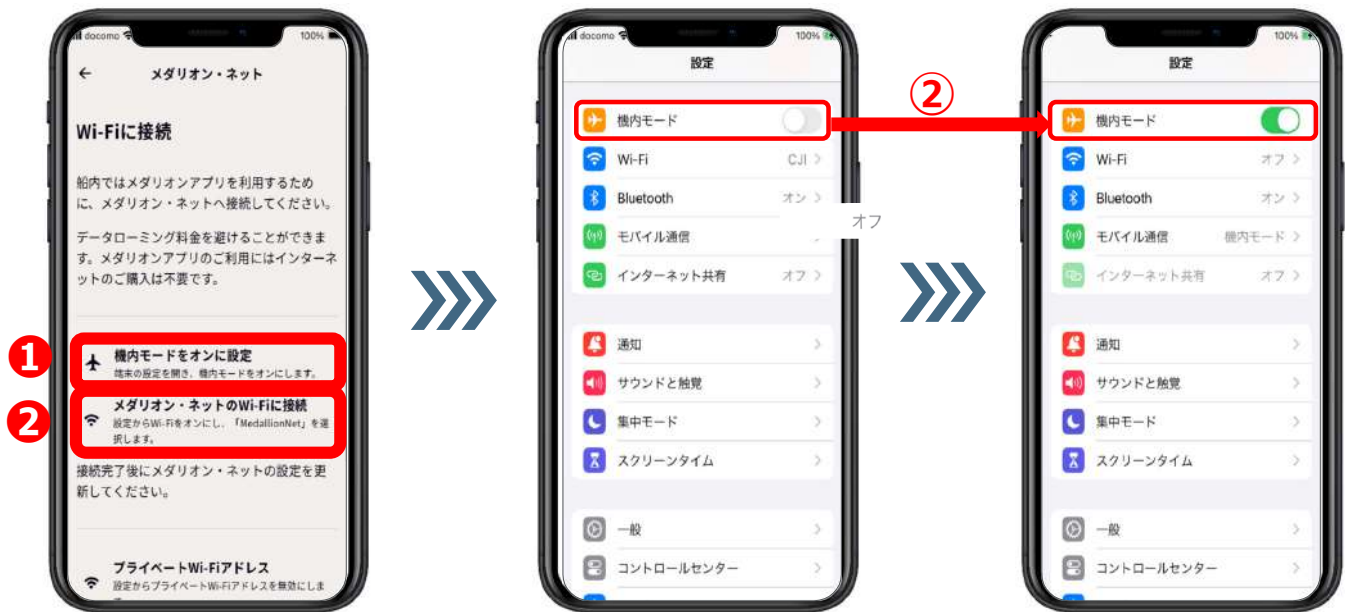 docomo 100%
← メダリオン・ネット
Wi-Fiに接続
船内ではメダリオンアプリを利用するため
に、メダリオン・ネットへ接続してください。
データローミング料金を避けることができま
す。メダリオンアプリのご利用にはインターネ
ットのご購入は不要です。
❶
機内モードをオンに設定
端末の設定を開き、機内モードをオンにします。
❷
メダリオン・ネットのWi-Fiに接続
設定からWi-Fiをオンにし、「MedallionNet」を選
択します。
接続完了後にメダリオン・ネットの設定を更
新してください。
プライベートWi-Fiアドレス
設定からプライベートWi-Fiアドレスを無効にしま
docomo 100%
設定
機内モード
Wi-Fi CJI
Bluetooth オン
オフ
モバイル通信
インターネット共有 オフ
通知
サウンドと触覚
集中モード
スクリーンタイム
一般
コントロールセンター
②
100%
設定
機内モード
Wi-Fi オフ
Bluetooth オン
モバイル通信 機内モード
インターネット共有 オフ
通知
サウンドと触覚
集中モード
スクリーンタイム
一般
コントロールセンター